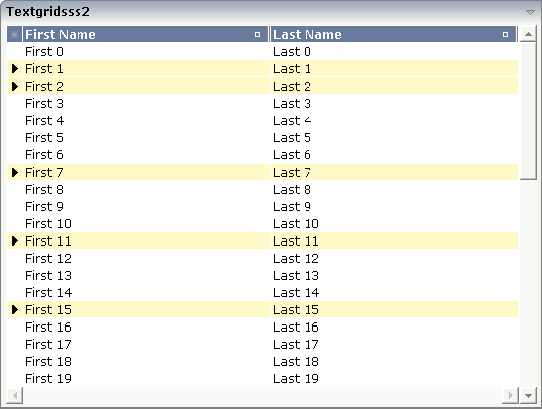 Textgridsss2
First Name Last Name
First 0 Last 0
First 1 Last 1
First 2 Last 2
First 3 Last 3
First 4 Last 4
First 5 Last 5
First 6 Last 6
First 7 Last 7
First 8 Last 8
First 9 Last 9
First 10 Last 10
First 11 Last 11
First 12 Last 12
First 13 Last 13
First 14 Last 14
First 15 Last 15
First 16 Last 16
First 17 Last 17
First 18 Last 18
First 19 Last 19